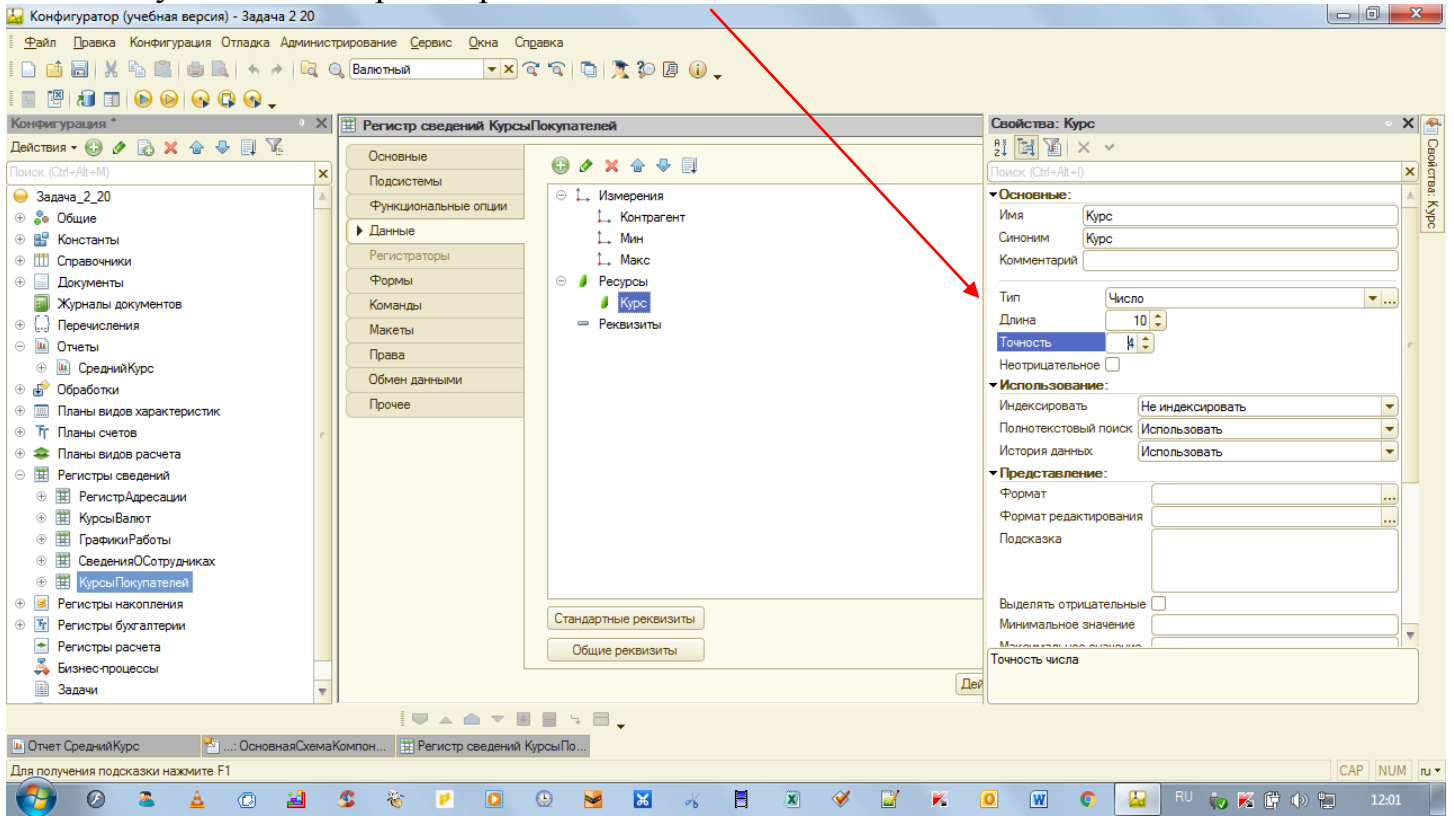 Конфигуратор (учебная версия) - Задача 2 20
Файл Правка Конфигурация Отладка Администрирование Сервис Окна Справка
Валютный
Конфигурация *
Действия
Поиск (Ctrl+Alt+M)
Задача_2_20
Общие
Константы
Справочники
Документы
Журналы документов
Перечисления
Отчеты
СреднийКурс
Обработки
Планы видов характеристик
Планы счетов
Планы видов расчета
Регистры сведений
РегистрАдресации
КурсыВалют
ГрафикиРаботы
СведенияОСотрудниках
КурсыПокупателей
Регистры накопления
Регистры бухгалтерии
Регистры расчета
Бизнес-процессы
Задачи
Регистр сведений КурсыПокупателей
Основные
Подсистемы
Функциональные опции
Данные
Регистраторы
Формы
Команды
Макеты
Права
Обмен данными
Прочее
Измерения
Контрагент
Мин
Макс
Ресурсы
Курс
Реквизиты
Стандартные реквизиты
Общие реквизиты
Дей
Свойства: Курс
Поиск (Ctrl+Alt+I)
Основные:
Имя Курс
Синоним Курс
Комментарий
Тип Число
Длина 10
Точность 4
Неотрицательное
Использование:
Индексировать Не индексировать
Полнотекстовый поиск Использовать
История данных Использовать
Представление:
Формат
Формат редактирования
Подсказка
Выделять отрицательные
Минимальное значение
Максимальное значение
Точность числа
Свойства: Курс
Отчет СреднийКурс ...: ОсновнаяСхемаКомпон... Регистр сведений КурсыПо...
Для получения подсказки нажмите F1
CAP NUM ru
RU 12:01